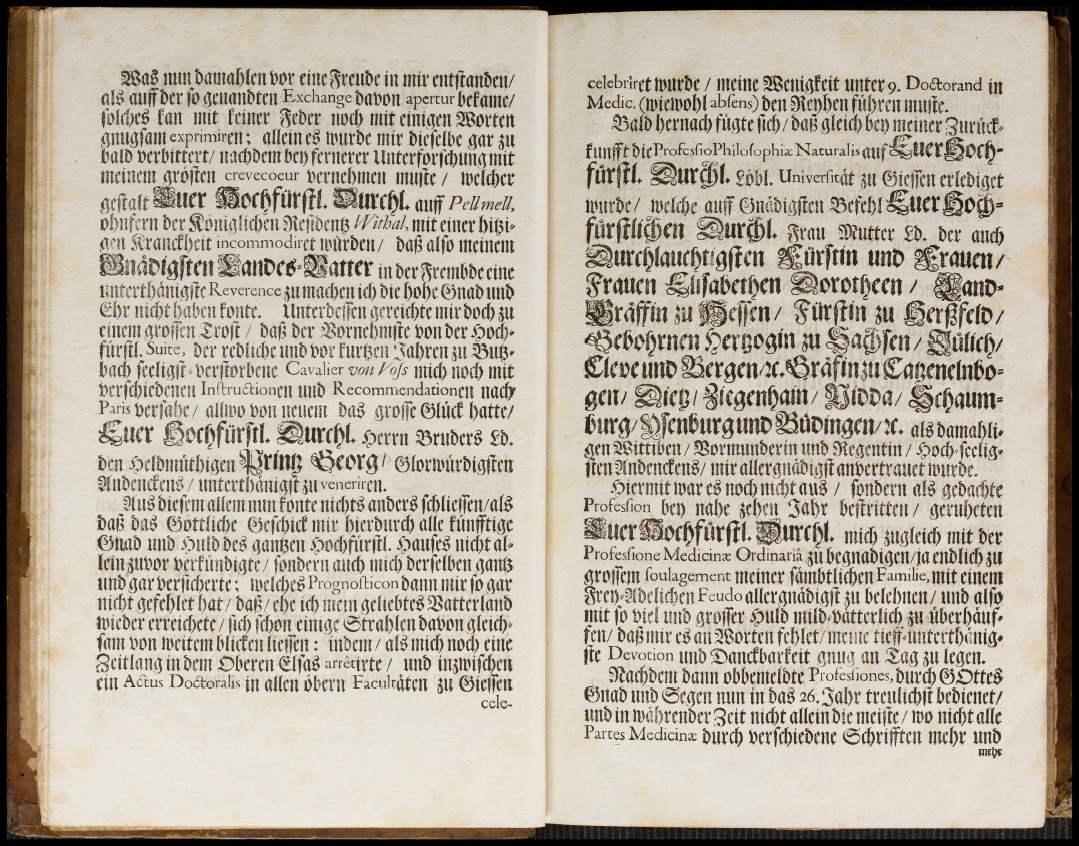 Was nun damahlen vor eine Freude in mir entstanden/
als auff der so genandten Exchange davon apertur bekame/
solches kan mit keiner Feder noch mit einigen Worten
gnugsam exprimiren; allein es wurde mir dieselbe gar zu
bald verbittert/ nachdem bey fernerer Unterforschung mit
meinem grösten crevecoeur vernehmen muste / welcher
gestalt Euer Hochfürstl. Durchl. auff Pellmell,
ohnfern der Königlichen Residentz Withal, mit einer hitzi-
gen Kranckheit incommodiret würden/ daß also meinem
Gnädigsten Landes-Vatter in der Frembde eine
unterthänigste Reverence zu machen ich die hohe Gnad und
Ehr nicht haben konte. Unterdessen gereichte mir doch zu
einem grossen Trost / daß der Vornehmste von der Hoch-
fürstl. Suite, der redliche und vor kurtzen Jahren zu Butz-
bach seeligst-verstorbene Cavalier von Voss mich noch mit
verschiedenen Instructionen und Recommendationen nach
Paris versahe/ allwo von neuem das grosse Glück hatte/
Euer Hochfürstl. Durchl. Herrn Bruders Ld.
den Heldmüthigen Printz Georg/ Glorwürdigsten
Andenckens/ unterthänigst zu veneriren.
Aus diesem allem nun konte nichts anders schliessen/als
daß das Göttliche Geschick mir hierdurch alle künfftige
Gnad und Huld des gantzen Hochfürstl. Hauses nicht al-
lein zuvor verkündigte/ sondern auch mich derselben gantz
und gar versicherte; welches Prognosticon dann mir so gar
nicht gefehlet hat/ daß/ ehe ich mein geliebtes Vatterland
wieder erreichete/ sich schon einige Strahlen davon gleich-
sam von weitem blicken liessen: indem/ als mich noch eine
Zeitlang in dem Oberen Elsas arrêtirte / und inzwischen
ein Actus Doctoralis in allen öbern Facultäten zu Giessen
cele-
celebriret wurde / meine Wenigkeit unter 9. Doctorand in
Medic. (wiewohl absens) den Reyhen führen muste.
Bald hernach fügte sich/ daß gleich bey meiner Zurück-
kunfft die Professio Philosophiæ Naturalis auf Euer Hoch-
fürstl. Durchl. Löbl. Universität zu Giessen erlediget
wurde/ welche auff Gnädigsten Befehl Euer Hoch-
fürstlichen Durchl. Frau Mutter Ld. der auch
Durchlauchtigsten Fürstin und Frauen/
Frauen Elisabethen Dorotheen / Land-
Gräffin zu Hessen/ Fürstin zu Herßfeld/
Gebohrnen Hertzogin zu Sachsen/ Jülich/
Cleve und Bergen/ꝛc. Gräfin zu Catzenelnbo-
gen/ Dietz/ Ziegenhain/ Nidda/ Schaum-
burg/ Ysenburg und Büdingen/ ꝛc. als damahli-
gen Wittiben/ Vormunderin und Regentin/ Hoch-seelig-
sten Andenckens/ mir allergnädigst anvertrauet wurde.
Hiermit war es noch nicht aus / sondern als gedachte
Profession bey nahe zehen Jahr bestritten/ geruheten
Euer Hochfürstl. Durchl. mich zugleich mit der
Professione Medicinæ Ordinariâ zu begnadigen/ja endlich zu
grossem soulagement meiner sämbtlichen Familie, mit einem
Frey-Adelichen Feudo allergnädigst zu belehnen/ und also
mit so viel und grosser Huld mild-vätterlich zu überhäuf-
fen/ daß mir es an Worten fehlet/ meine tieff-unterthänig-
ste Devotion und Danckbarkeit gnug an Tag zu legen.
Nachdem dann obbemeldte Professiones, durch GOttes
Gnad und Segen nun in das 26. Jahr treulichst bedienet/
und in währender Zeit nicht allein die meiste/ wo nicht alle
Partes Medicinæ durch verschiedene Schrifften mehr und
mehr